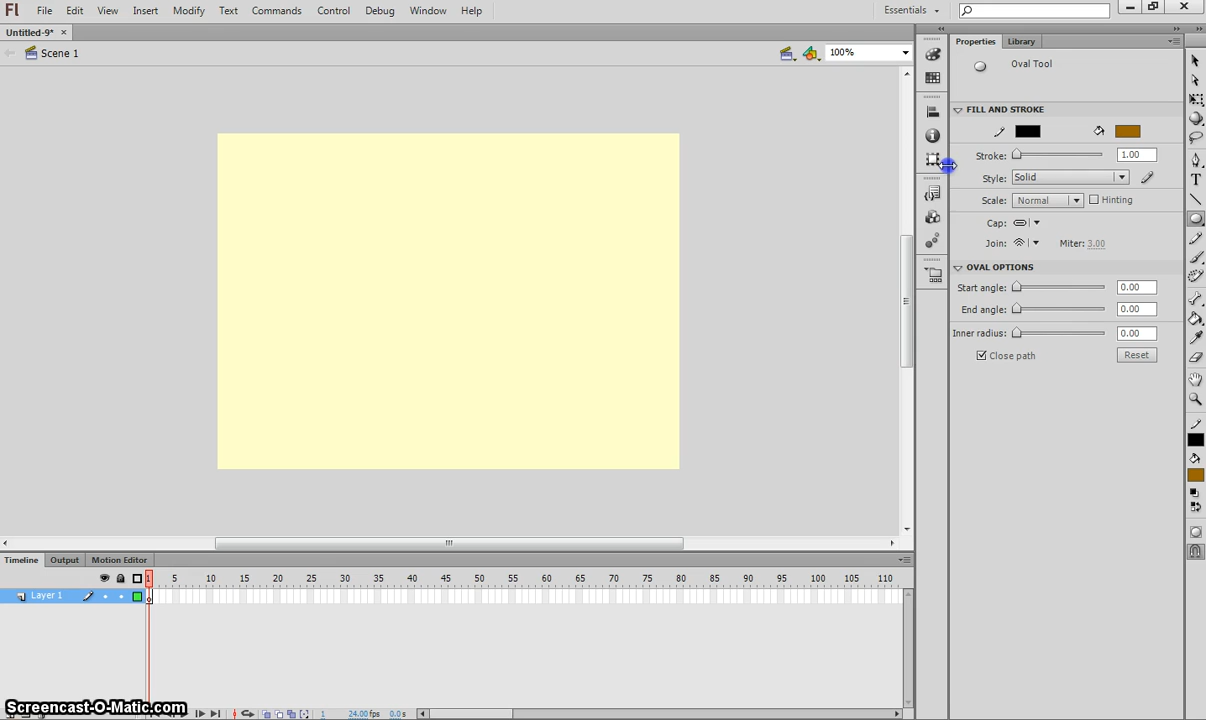 Fl File Edit View Insert Modify Text Commands Control Debug Window Help Essentials
Untitled-9* ×
Scene 1 100%
Properties Library
Oval Tool
FILL AND STROKE
Stroke: 1.00
Style: Solid
Scale: Normal Hinting
Cap:
Join: Miter: 3.00
OVAL OPTIONS
Start angle: 0.00
End angle: 0.00
Inner radius: 0.00
Close path Reset
Timeline Output Motion Editor
1 5 10 15 20 25 30 35 40 45 50 55 60 65 70 75 80 85 90 95 100 105 110
Layer 1
1 24.00 fps 0.0 s
Screencast-O-Matic.com